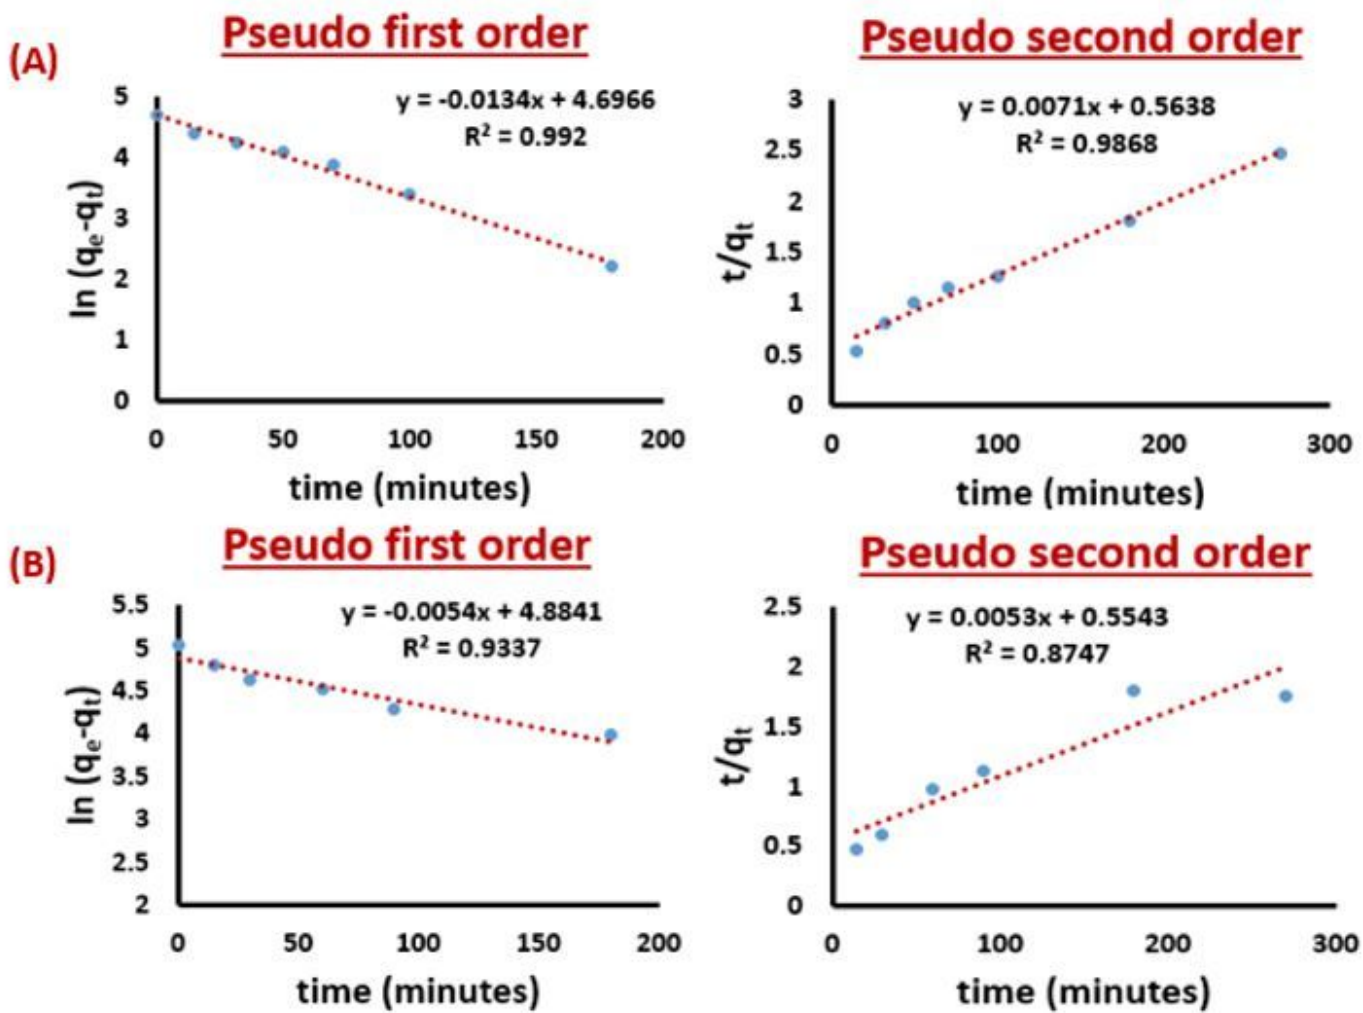 (A)
Pseudo first order
y = -0.0134x + 4.6966
R² = 0.992
ln (qₑ-qₜ)
5
4
3
2
1
0
0 50 100 150 200
time (minutes)
Pseudo second order
y = 0.0071x + 0.5638
R² = 0.9868
t/qₜ
3
2.5
2
1.5
1
0.5
0
0 100 200 300
time (minutes)
(B)
Pseudo first order
y = -0.0054x + 4.8841
R² = 0.9337
ln (qₑ-qₜ)
5.5
5
4.5
4
3.5
3
2.5
2
0 50 100 150 200
time (minutes)
Pseudo second order
y = 0.0053x + 0.5543
R² = 0.8747
t/qₜ
2.5
2
1.5
1
0.5
0
0 100 200 300
time (minutes)